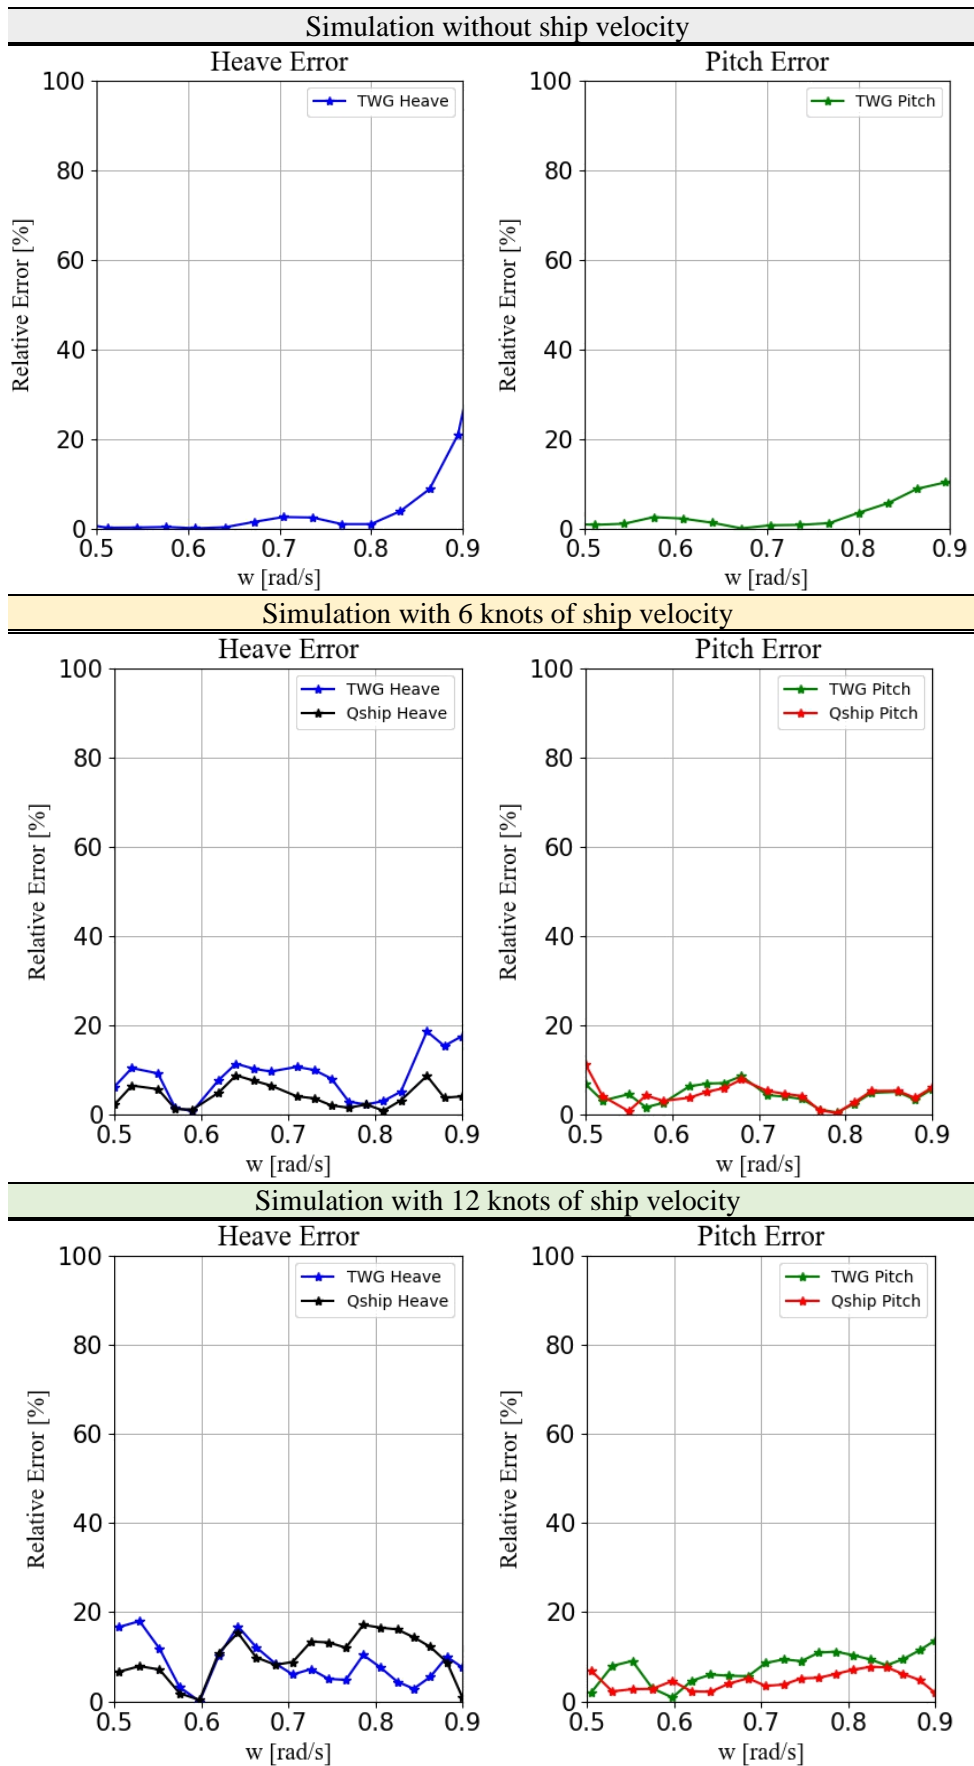 Simulation without ship velocity
Heave Error
Relative Error [%]
100
80
60
40
20
0
TWG Heave
0.5 0.6 0.7 0.8 0.9
w [rad/s]
Pitch Error
Relative Error [%]
100
80
60
40
20
0
TWG Pitch
0.5 0.6 0.7 0.8 0.9
w [rad/s]
Simulation with 6 knots of ship velocity
Heave Error
Relative Error [%]
100
80
60
40
20
0
TWG Heave
Qship Heave
0.5 0.6 0.7 0.8 0.9
w [rad/s]
Pitch Error
Relative Error [%]
100
80
60
40
20
0
TWG Pitch
Qship Pitch
0.5 0.6 0.7 0.8 0.9
w [rad/s]
Simulation with 12 knots of ship velocity
Heave Error
Relative Error [%]
100
80
60
40
20
0
TWG Heave
Qship Heave
0.5 0.6 0.7 0.8 0.9
w [rad/s]
Pitch Error
Relative Error [%]
100
80
60
40
20
0
TWG Pitch
Qship Pitch
0.5 0.6 0.7 0.8 0.9
w [rad/s]